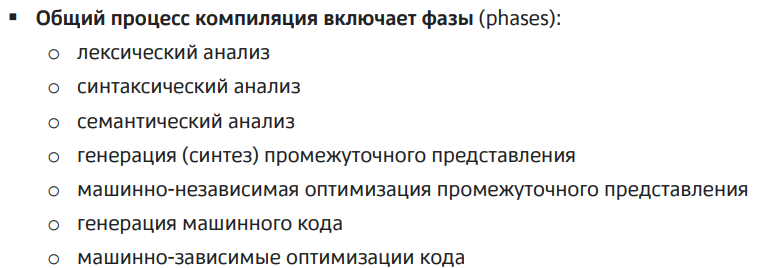 ▪ Общий процесс компиляция включает фазы (phases):
o лексический анализ
o синтаксический анализ
o семантический анализ
o генерация (синтез) промежуточного представления
o машинно-независимая оптимизация промежуточного представления
o генерация машинного кода
o машинно-зависимые оптимизации кода